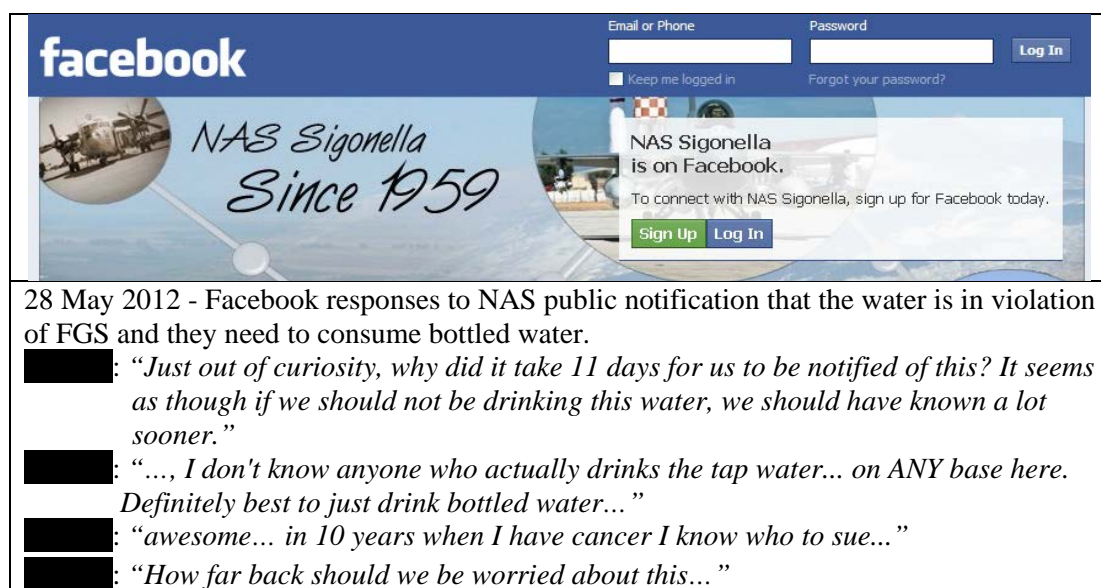 Email or Phone Password
facebook Log In
Keep me logged in Forgot your password?
NAS Sigonella
Since 1959
NAS Sigonella
is on Facebook.
To connect with NAS Sigonella, sign up for Facebook today.
Sign Up Log In
28 May 2012 - Facebook responses to NAS public notification that the water is in violation
of FGS and they need to consume bottled water.
: “Just out of curiosity, why did it take 11 days for us to be notified of this? It seems
as though if we should not be drinking this water, we should have known a lot
sooner.”
: “…, I don't know anyone who actually drinks the tap water... on ANY base here.
Definitely best to just drink bottled water…”
: “awesome… in 10 years when I have cancer I know who to sue...”
: “How far back should we be worried about this…”